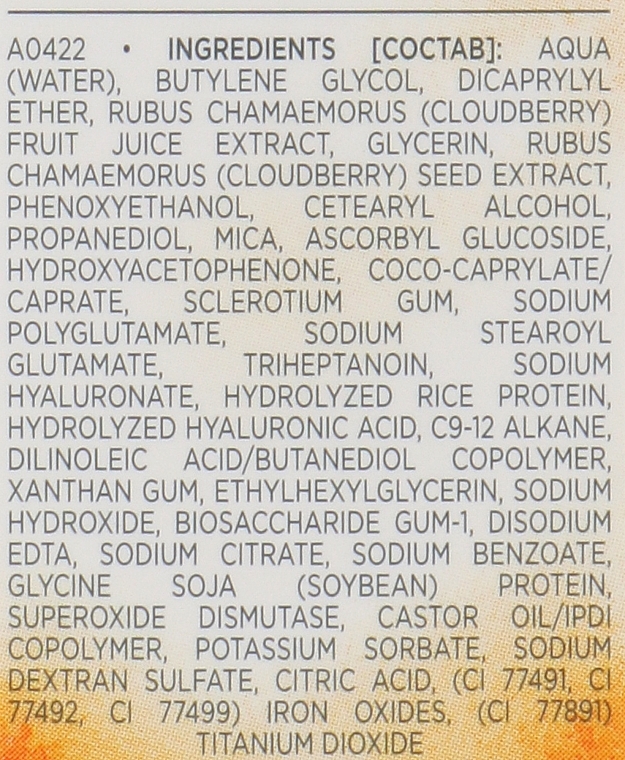 A0422 • INGREDIENTS [COCTAB]: AQUA
(WATER), BUTYLENE GLYCOL, DICAPRYLYL
ETHER, RUBUS CHAMAEMORUS (CLOUDBERRY)
FRUIT JUICE EXTRACT, GLYCERIN, RUBUS
CHAMAEMORUS (CLOUDBERRY) SEED EXTRACT,
PHENOXYETHANOL, CETEARYL ALCOHOL,
PROPANEDIOL, MICA, ASCORBYL GLUCOSIDE,
HYDROXYACETOPHENONE, COCO-CAPRYLATE/
CAPRATE, SCLEROTIUM GUM, SODIUM
POLYGLUTAMATE, SODIUM STEAROYL
GLUTAMATE, TRIHEPTANOIN, SODIUM
HYALURONATE, HYDROLYZED RICE PROTEIN,
HYDROLYZED HYALURONIC ACID, C9-12 ALKANE,
DILINOLEIC ACID/BUTANEDIOL COPOLYMER,
XANTHAN GUM, ETHYLHEXYLGLYCERIN, SODIUM
HYDROXIDE, BIOSACCHARIDE GUM-1, DISODIUM
EDTA, SODIUM CITRATE, SODIUM BENZOATE,
GLYCINE SOJA (SOYBEAN) PROTEIN,
SUPEROXIDE DISMUTASE, CASTOR OIL/IPDI
COPOLYMER, POTASSIUM SORBATE, SODIUM
DEXTRAN SULFATE, CITRIC ACID, (CI 77491, CI
77492, CI 77499) IRON OXIDES, (CI 77891)
TITANIUM DIOXIDE